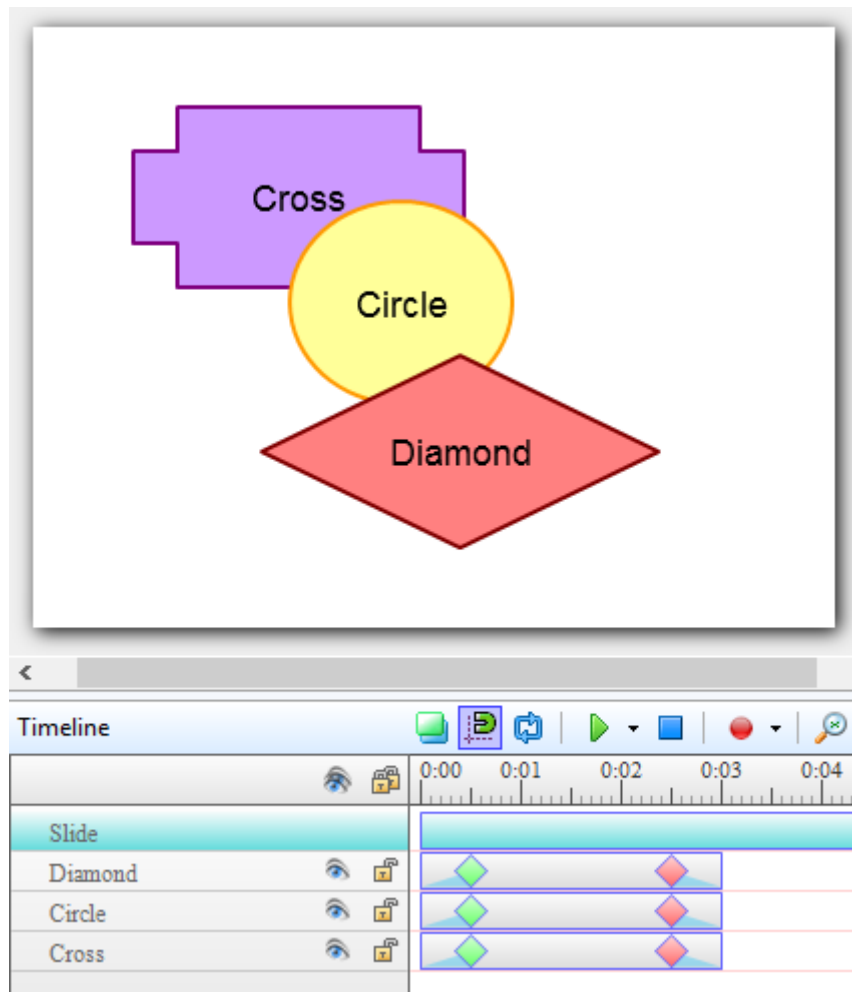 Cross
Circle
Diamond
Timeline
0:00 0:01 0:02 0:03 0:04
Slide
Diamond
Circle
Cross